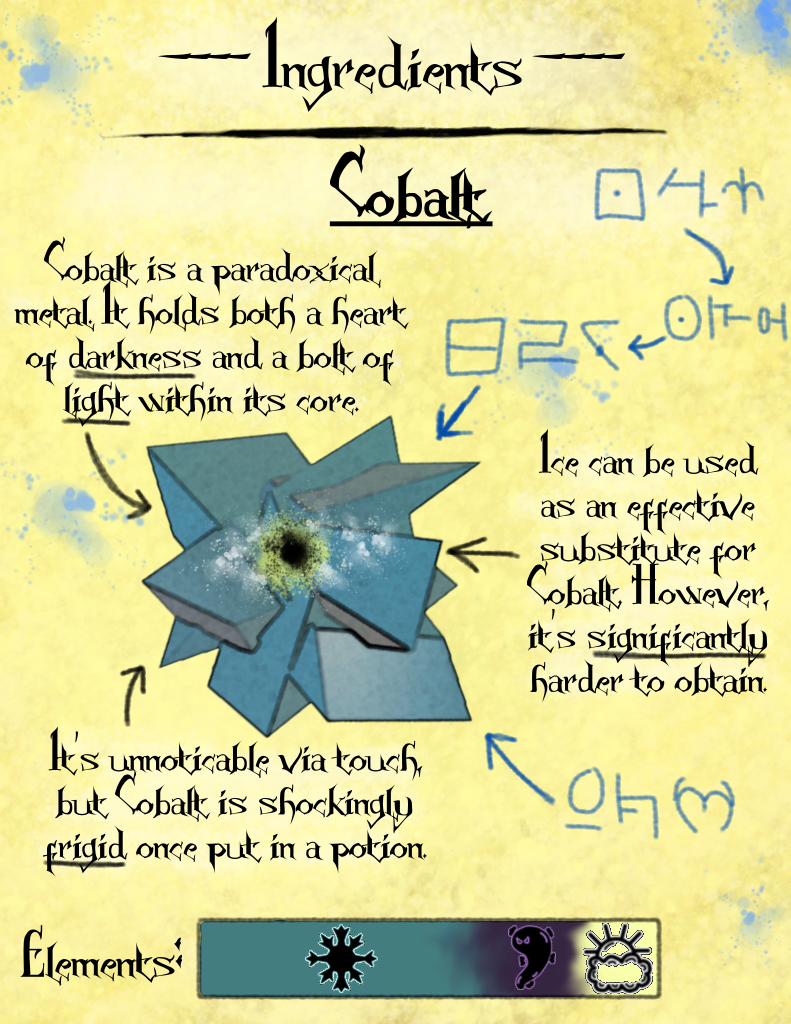 Ingredients
Cobalt
Cobalt is a paradoxical
metal. It holds both a heart
of darkness and a bolt of
light within its core.
Ice can be used
as an effective
substitute for
Cobalt. However,
it's significantly
harder to obtain.
It's unnoticable via touch,
but Cobalt is shockingly
frigid once put in a potion.
Elements: